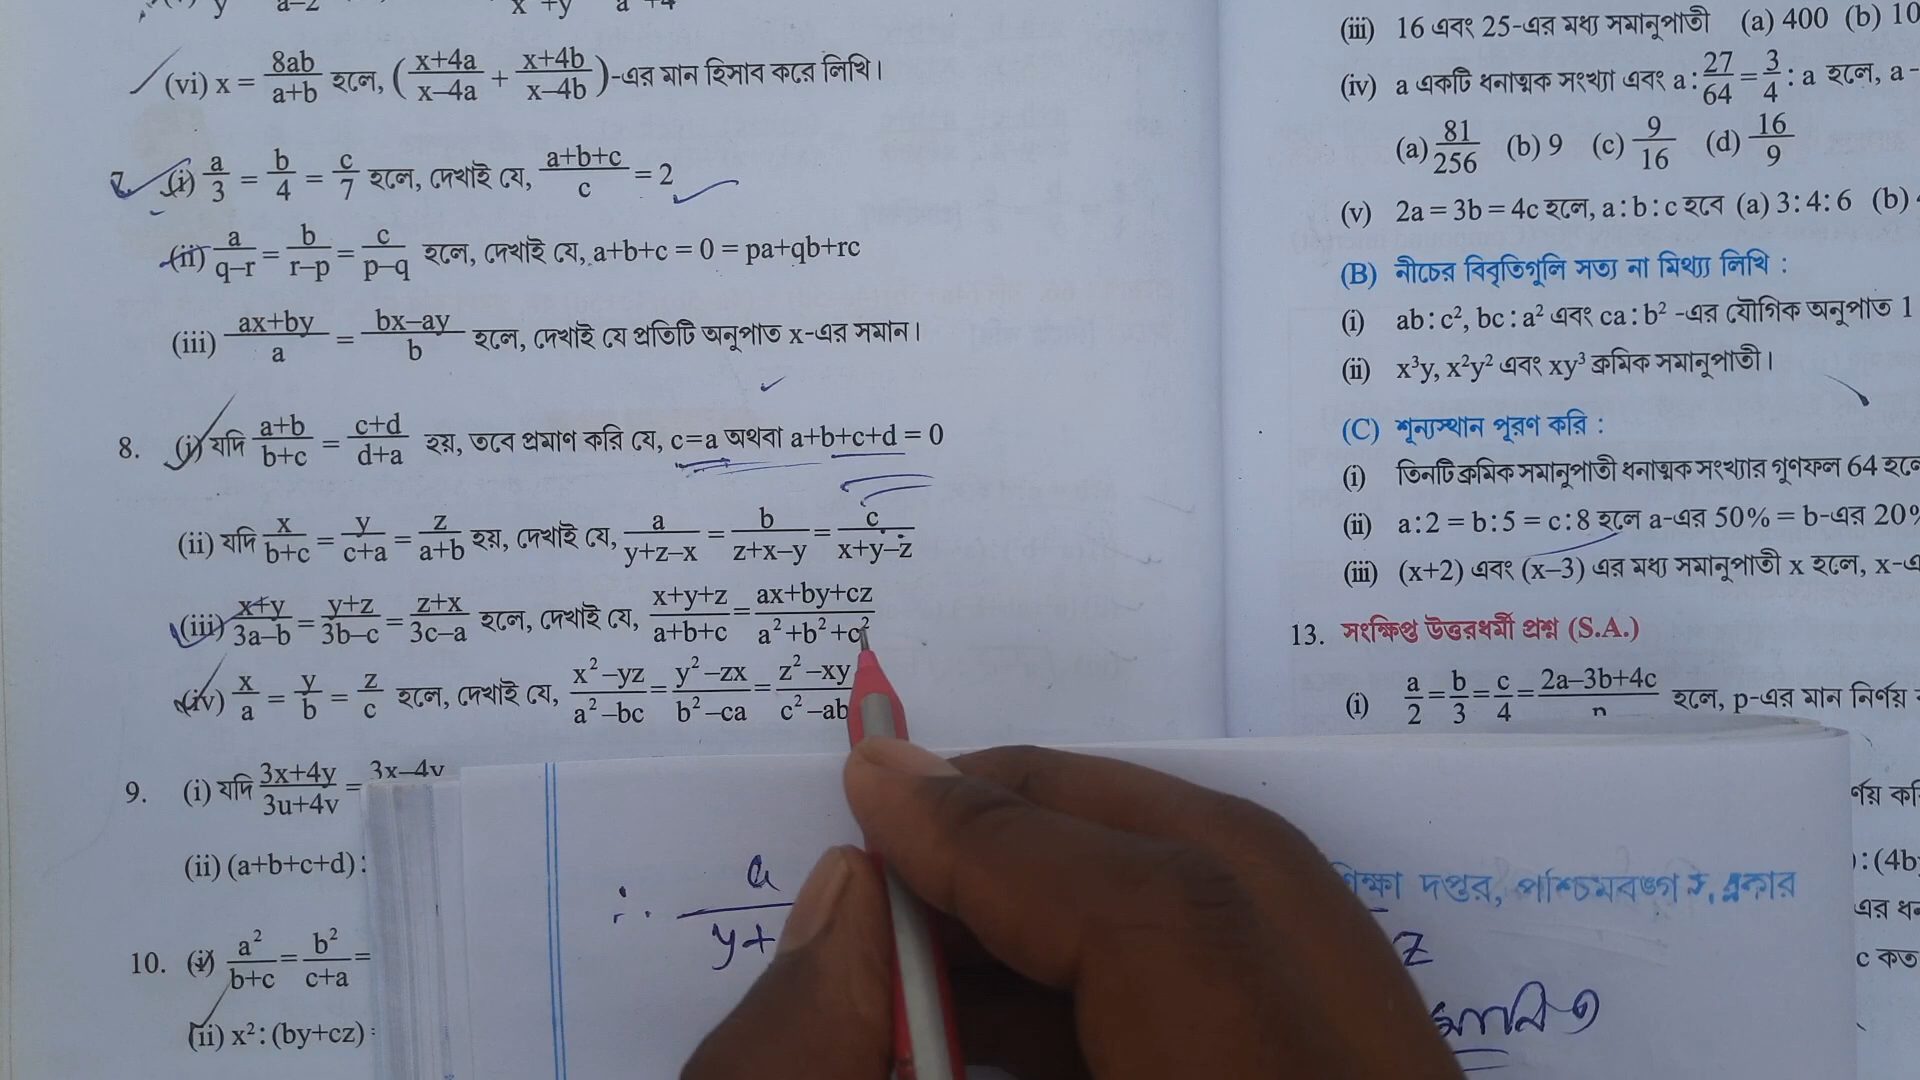 (vi) x = 8ab/a+b হলে, (x+4a/x–4a + x+4b/x–4b)-এর মান হিসাব করে লিখি।
7. (i) a/3 = b/4 = c/7 হলে, দেখাই যে, a+b+c/c = 2
(ii) a/q–r = b/r–p = c/p–q হলে, দেখাই যে, a+b+c = 0 = pa+qb+rc
(iii) ax+by/a = bx–ay/b হলে, দেখাই যে প্রতিটি অনুপাত x-এর সমান।
8. (i) যদি a+b/b+c = c+d/d+a হয়, তবে প্রমাণ করি যে, c=a অথবা a+b+c+d = 0
(ii) যদি x/b+c = y/c+a = z/a+b হয়, দেখাই যে, a/y+z–x = b/z+x–y = c/x+y–z
(iii) x+y/3a–b = y+z/3b–c = z+x/3c–a হলে, দেখাই যে, x+y+z/a+b+c = ax+by+cz/a²+b²+c²
(iv) x/a = y/b = z/c হলে, দেখাই যে, x²–yz/a²–bc = y²–zx/b²–ca = z²–xy/c²–ab
9. (i) যদি 3x+4y/3u+4v = 3x–4v
(ii) (a+b+c+d) :
10. (i) a²/b+c = b²/c+a =
(ii) x² : (by+cz) =
∴ a/y+
z
(iii) 16 এবং 25-এর মধ্য সমানুপাতী (a) 400 (b) 10
(iv) a একটি ধনাত্মক সংখ্যা এবং a : 27/64 = 3/4 : a হলে, a-
(a) 81/256 (b) 9 (c) 9/16 (d) 16/9
(v) 2a = 3b = 4c হলে, a : b : c হবে (a) 3 : 4 : 6 (b)
(B) নীচের বিবৃতিগুলি সত্য না মিথ্যা লিখি :
(i) ab : c², bc : a² এবং ca : b² -এর যৌগিক অনুপাত 1
(ii) x³y, x²y² এবং xy³ ক্রমিক সমানুপাতী।
(C) শূন্যস্থান পূরণ করি :
(i) তিনটি ক্রমিক সমানুপাতী ধনাত্মক সংখ্যার গুণফল 64 হলে
(ii) a : 2 = b : 5 = c : 8 হলে a-এর 50% = b-এর 20%
(iii) (x+2) এবং (x–3) এর মধ্য সমানুপাতী x হলে, x-এ
13. সংক্ষিপ্ত উত্তরধর্মী প্রশ্ন (S.A.)
(i) a/2 = b/3 = c/4 = 2a–3b+4c/p হলে, p-এর মান নির্ণয়
র্ণয় করি
) : (4b
এর ধন
c কত